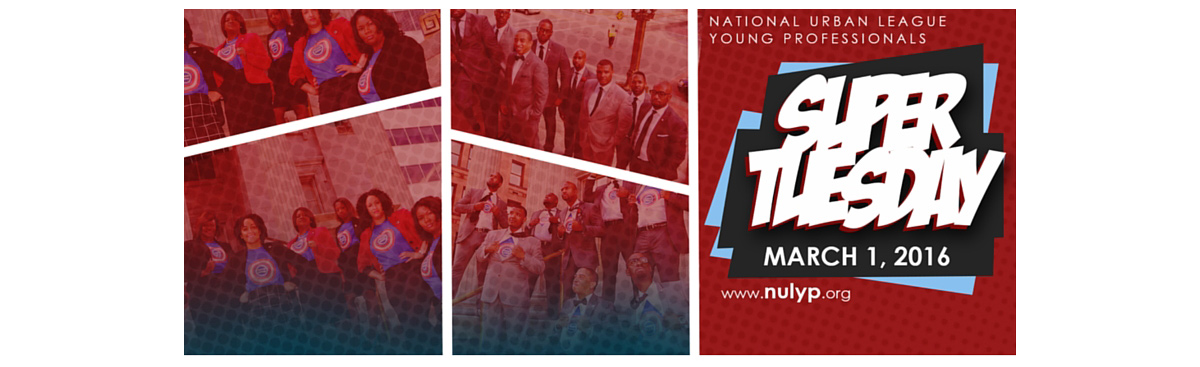 NATIONAL URBAN LEAGUE
YOUNG PROFESSIONALS
SUPER
TUESDAY
MARCH 1, 2016
www.nulyp.org